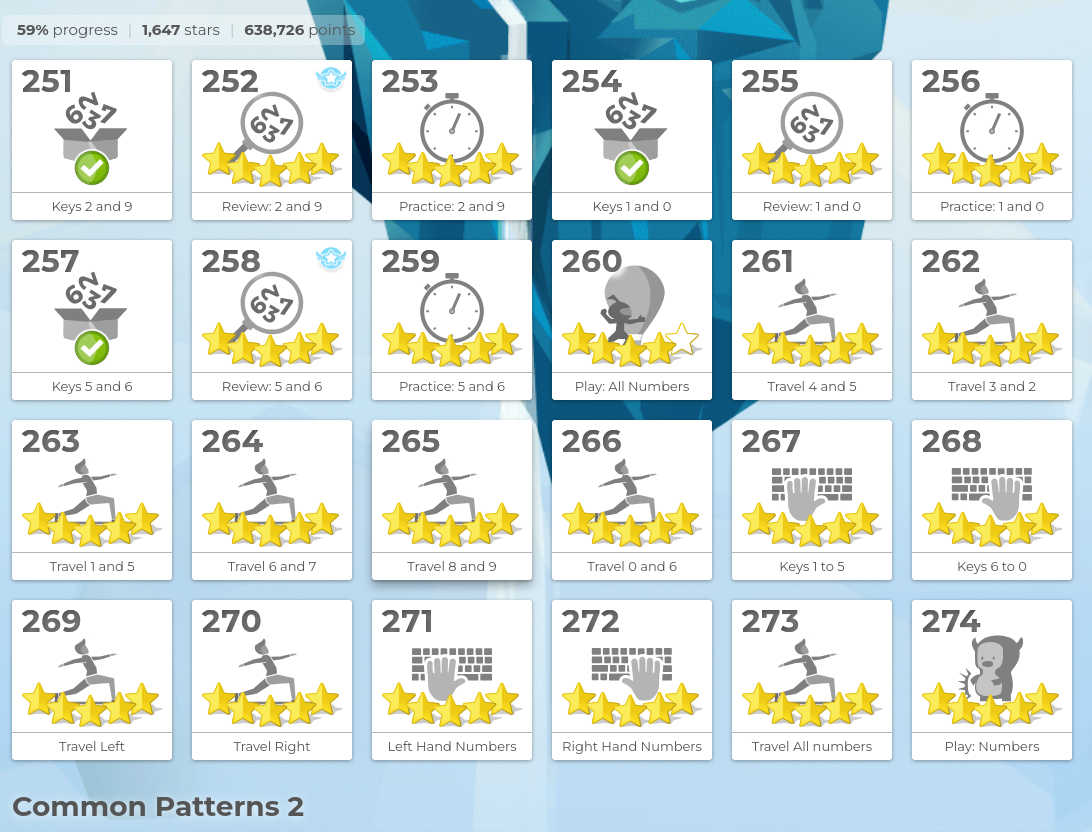 59% progress | 1,647 stars | 638,726 points
251 252 253 254 255 256
6237 6237 6237 6237
Keys 2 and 9 Review: 2 and 9 Practice: 2 and 9 Keys 1 and 0 Review: 1 and 0 Practice: 1 and 0
257 258 259 260 261 262
6237 6237
Keys 5 and 6 Review: 5 and 6 Practice: 5 and 6 Play: All Numbers Travel 4 and 5 Travel 3 and 2
263 264 265 266 267 268
Travel 1 and 5 Travel 6 and 7 Travel 8 and 9 Travel 0 and 6 Keys 1 to 5 Keys 6 to 0
269 270 271 272 273 274
Travel Left Travel Right Left Hand Numbers Right Hand Numbers Travel All numbers Play: Numbers
Common Patterns 2